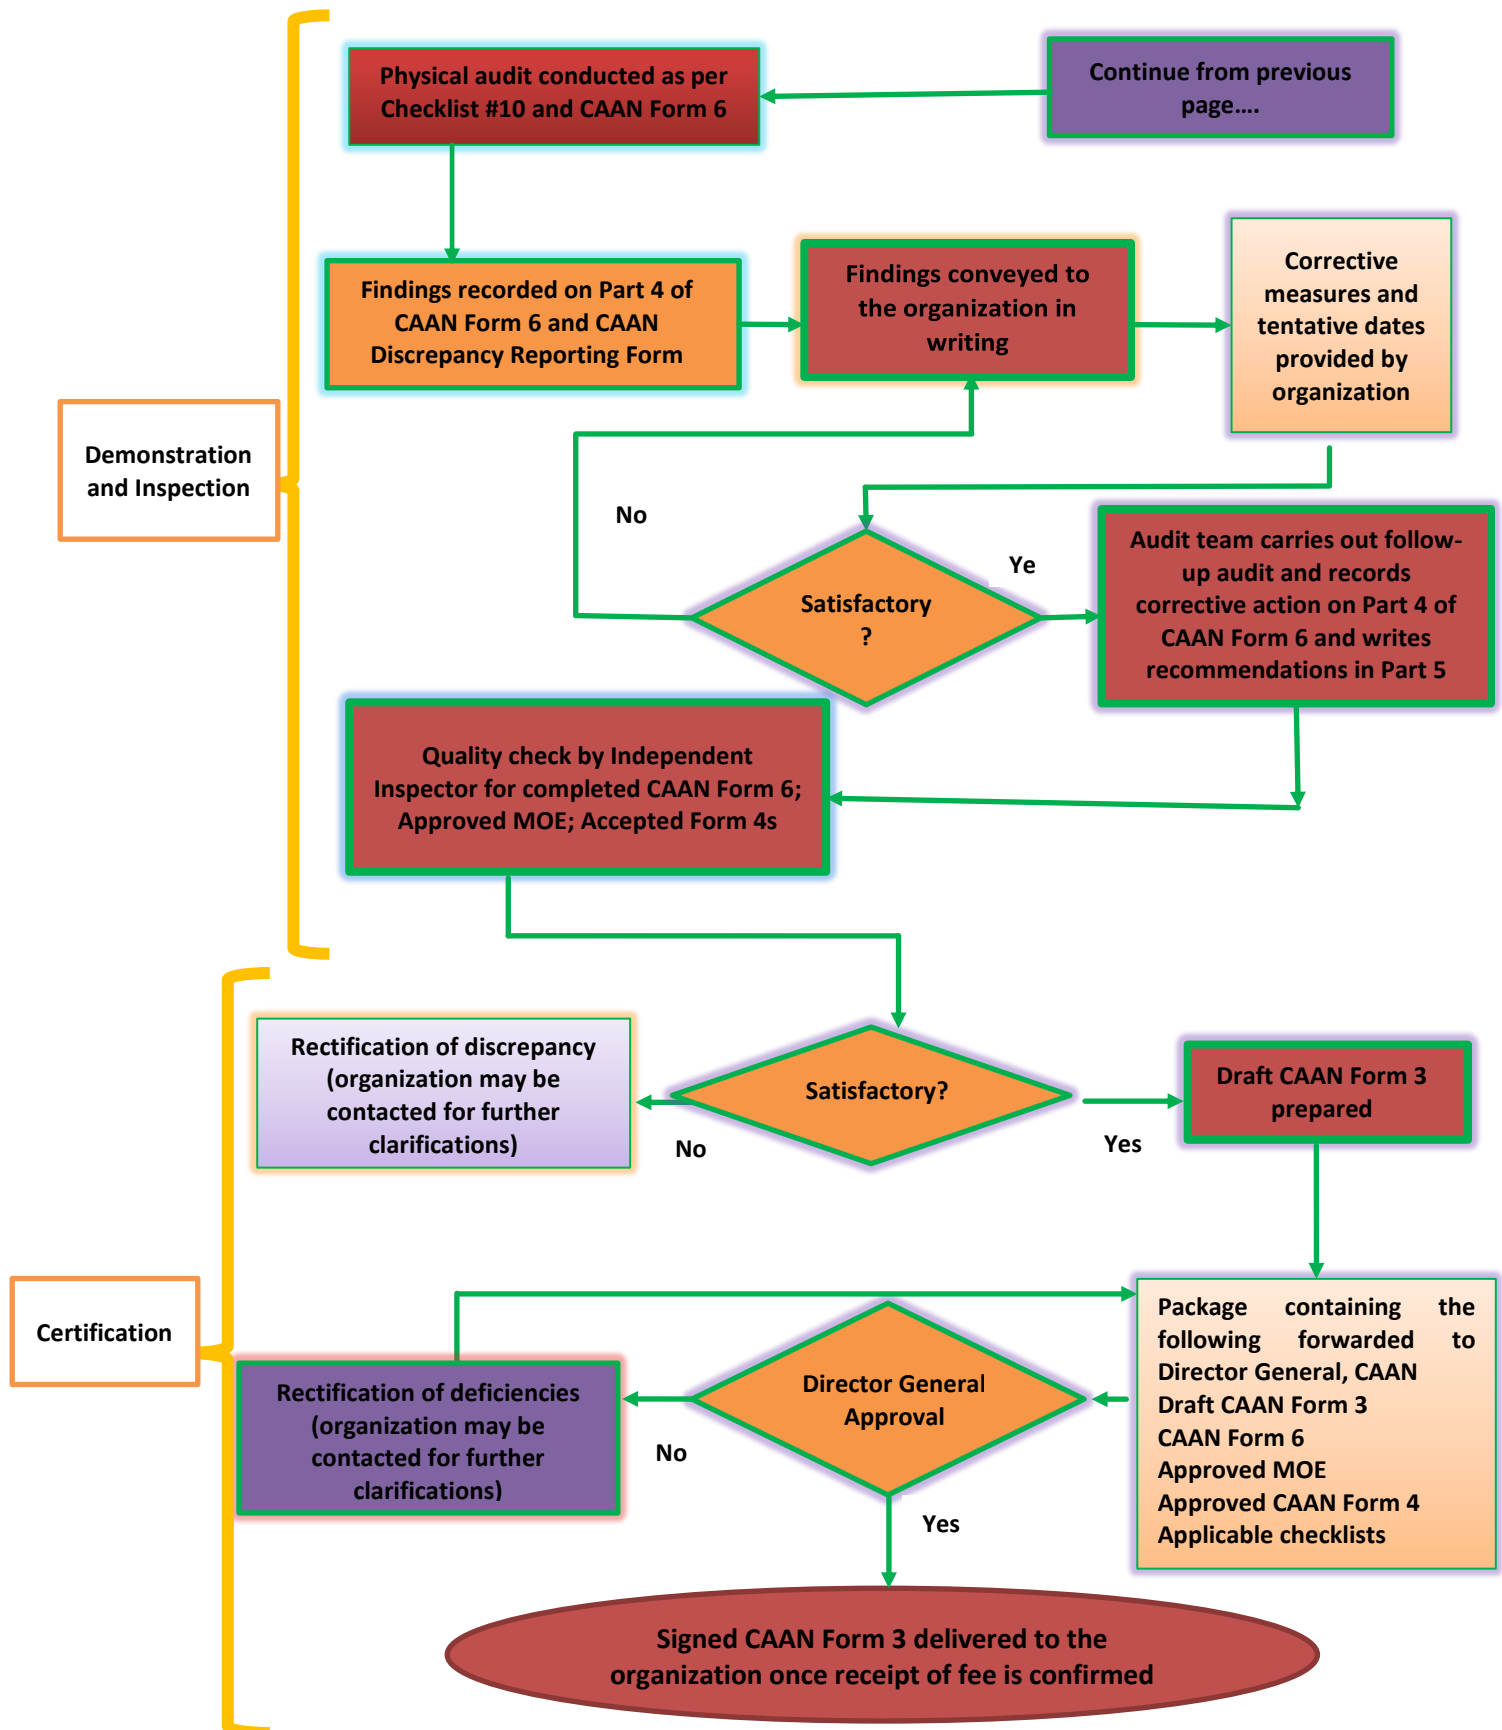 Physical audit conducted as per
Checklist #10 and CAAN Form 6
Continue from previous
page....
Findings recorded on Part 4 of
CAAN Form 6 and CAAN
Discrepancy Reporting Form
Findings conveyed to
the organization in
writing
Corrective
measures and
tentative dates
provided by
organization
Demonstration
and Inspection
No
Satisfactory
?
Ye
Audit team carries out follow-
up audit and records
corrective action on Part 4 of
CAAN Form 6 and writes
recommendations in Part 5
Quality check by Independent
Inspector for completed CAAN Form 6;
Approved MOE; Accepted Form 4s
Rectification of discrepancy
(organization may be
contacted for further
clarifications)
No
Satisfactory?
Yes
Draft CAAN Form 3
prepared
Certification
Rectification of deficiencies
(organization may be
contacted for further
clarifications)
No
Director General
Approval
Yes
Package containing the
following forwarded to
Director General, CAAN
Draft CAAN Form 3
CAAN Form 6
Approved MOE
Approved CAAN Form 4
Applicable checklists
Signed CAAN Form 3 delivered to the
organization once receipt of fee is confirmed